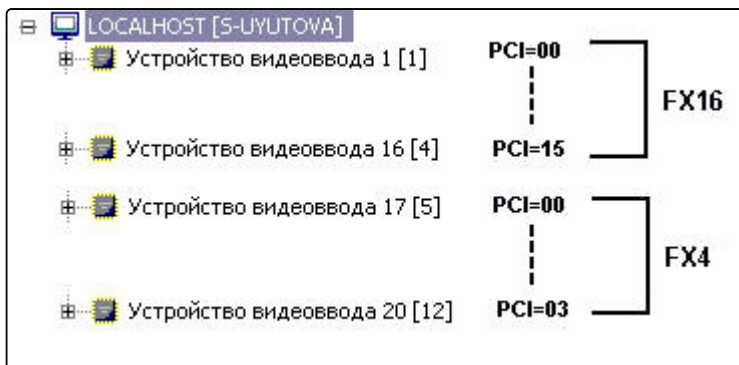 LOCALHOST [S-UYUTOVA]
Устройство видеоввода 1 [1] PCI=00
FX16
Устройство видеоввода 16 [4] PCI=15
Устройство видеоввода 17 [5] PCI=00
FX4
Устройство видеоввода 20 [12] PCI=03